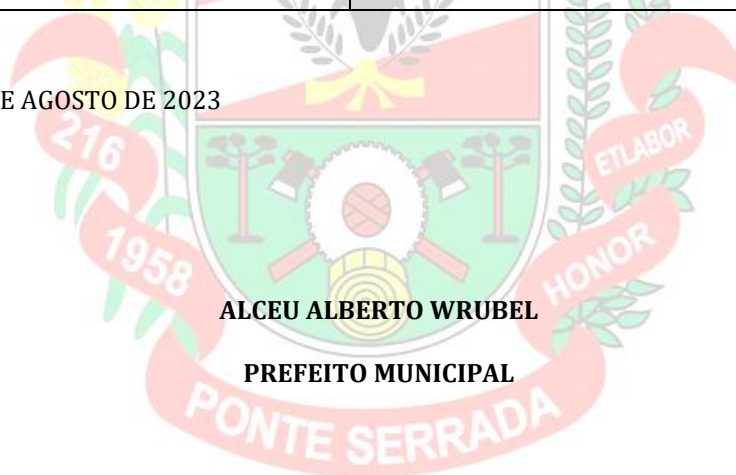 E AGOSTO DE 2023
216
1958
ETLABOR
HONOR
ALCEU ALBERTO WRUBEL
PREFEITO MUNICIPAL
PONTE SERRADA